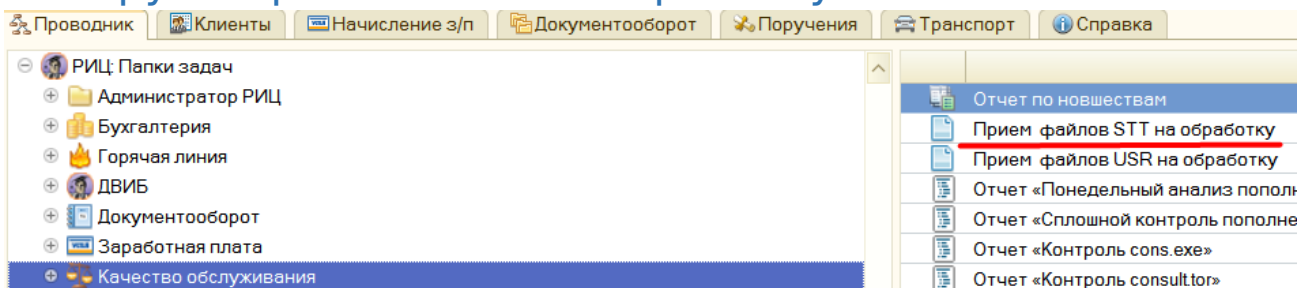 Проводник Клиенты Начисление з/п Документооборот Поручения Транспорт Справка
РИЦ: Папки задач
Администратор РИЦ
Бухгалтерия
Горячая линия
ДВИБ
Документооборот
Заработная плата
Качество обслуживания
Отчет по новшествам
Прием файлов STT на обработку
Прием файлов USR на обработку
Отчет «Понедельный анализ
Отчет «Сплошной контроль
Отчет «Контроль cons.exe»
Отчет «Контроль consult.tor»